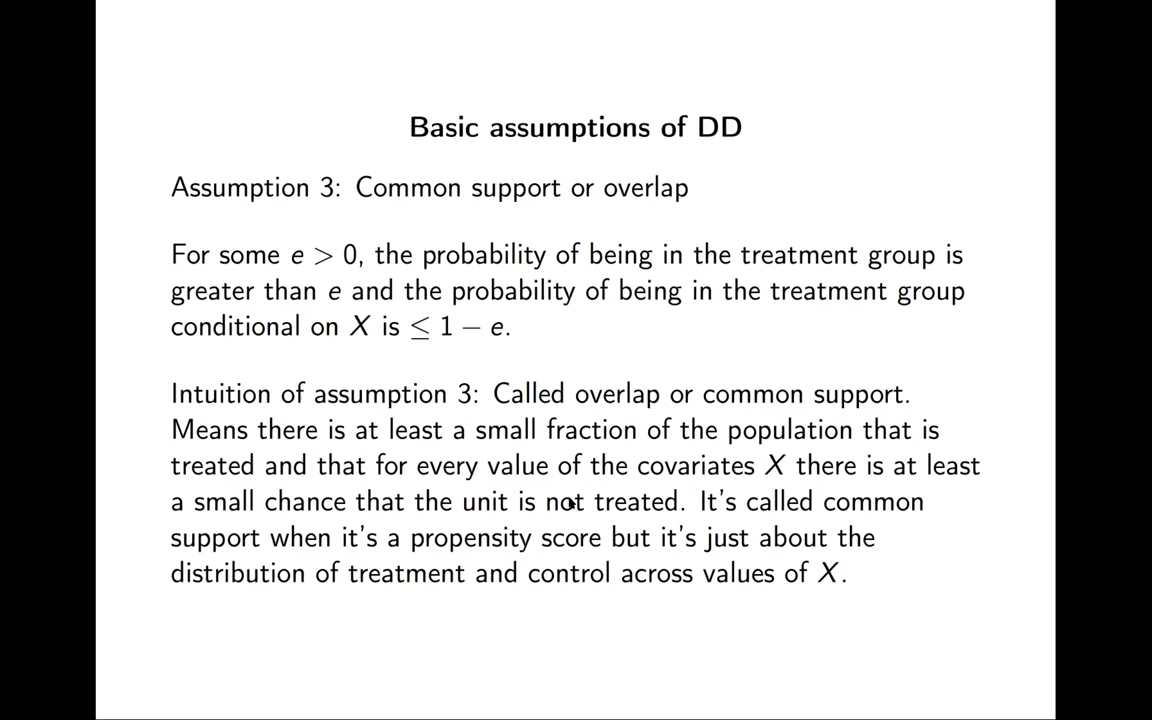 Basic assumptions of DD
Assumption 3: Common support or overlap
For some e > 0, the probability of being in the treatment group is
greater than e and the probability of being in the treatment group
conditional on X is ≤ 1 − e.
Intuition of assumption 3: Called overlap or common support.
Means there is at least a small fraction of the population that is
treated and that for every value of the covariates X there is at least
a small chance that the unit is not treated. It's called common
support when it's a propensity score but it's just about the
distribution of treatment and control across values of X.